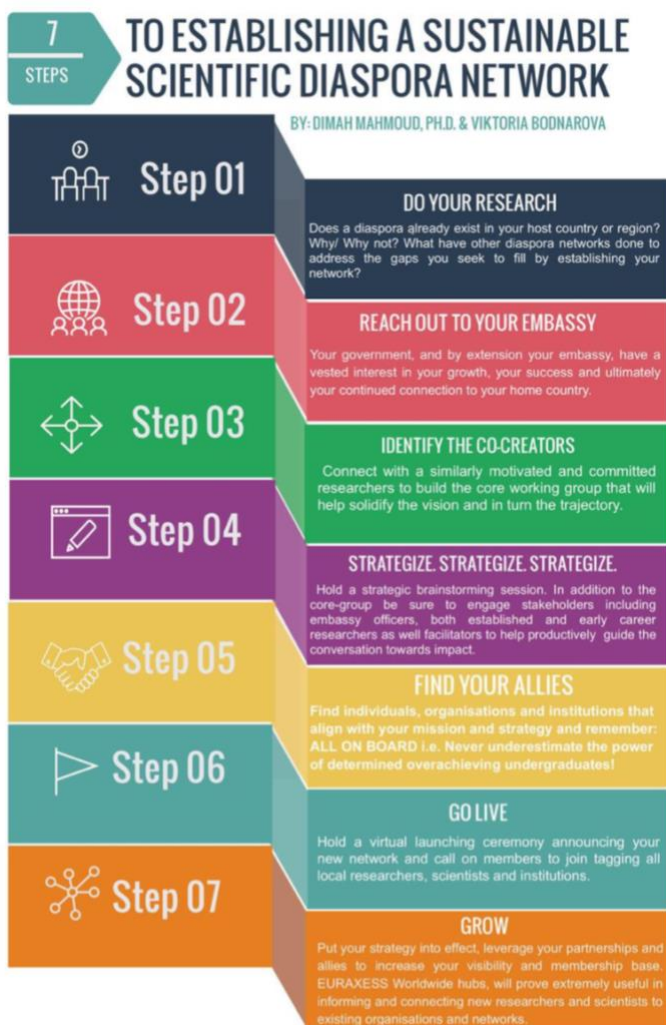 7
STEPS
TO ESTABLISHING A SUSTAINABLE
SCIENTIFIC DIASPORA NETWORK
BY: DIMAH MAHMOUD, PH.D. & VIKTORIA BODNAROVA
Step 01
DO YOUR RESEARCH
Does a diaspora already exist in your host country or region?
Why/ Why not? What have other diaspora networks done to
address the gaps you seek to fill by establishing your
network?
Step 02
REACH OUT TO YOUR EMBASSY
Your government, and by extension your embassy, have a
vested interest in your growth, your success and ultimately
your continued connection to your home country.
Step 03
IDENTIFY THE CO-CREATORS
Connect with a similarly motivated and committed
researchers to build the core working group that will
help solidify the vision and in turn the trajectory.
Step 04
STRATEGIZE. STRATEGIZE. STRATEGIZE.
Hold a strategic brainstorming session. In addition to the
core-group be sure to engage stakeholders including
embassy officers, both established and early career
researchers as well facilitators to help productively guide the
conversation towards impact.
Step 05
FIND YOUR ALLIES
Find individuals, organisations and institutions that
align with your mission and strategy and remember:
ALL ON BOARD i.e. Never underestimate the power
of determined overachieving undergraduates!
Step 06
GO LIVE
Hold a virtual launching ceremony announcing your
new network and call on members to join tagging all
local researchers, scientists and institutions.
Step 07
GROW
Put your strategy into effect, leverage your partnerships and
allies to increase your visibility and membership base.
EURAXESS Worldwide hubs, will prove extremely useful in
informing and connecting new researchers and scientists to
existing organisations and networks.